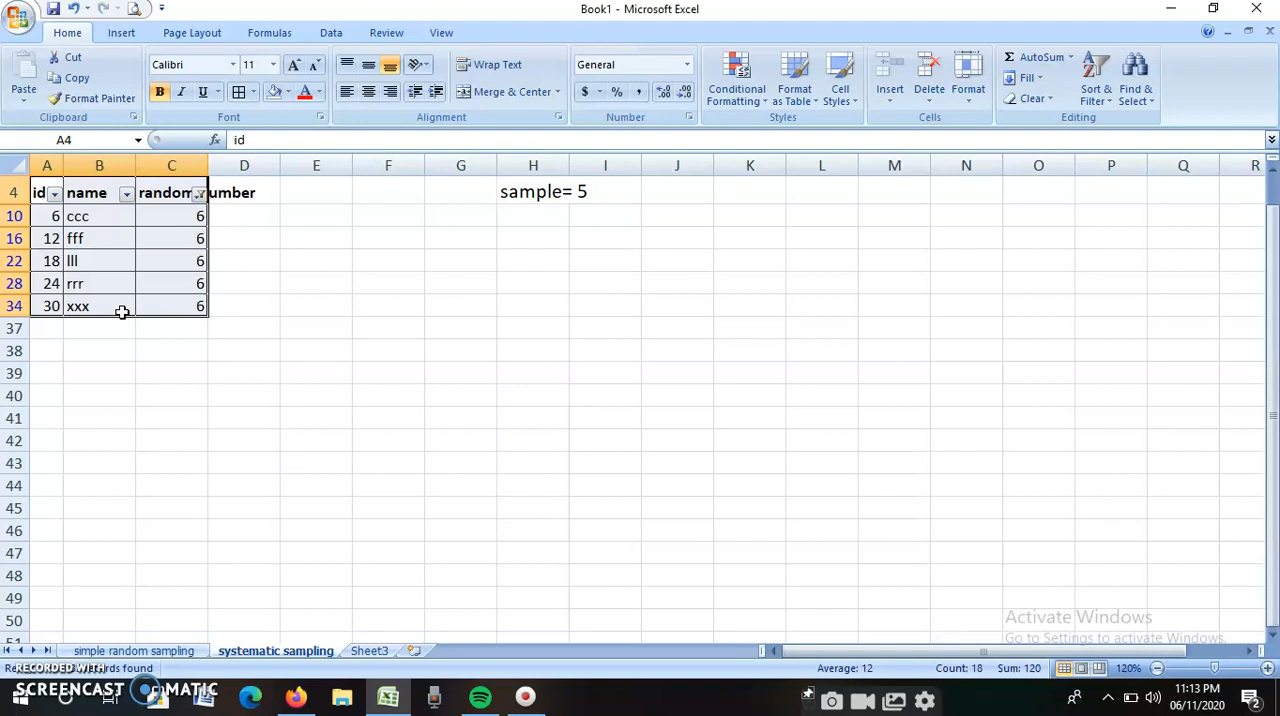 Book1 - Microsoft Excel
Home Insert Page Layout Formulas Data Review View
Cut
Copy
Format Painter
Paste
Clipboard
Calibri 11
B I U
Font
Wrap Text
Merge & Center
Alignment
General
$ % ,
Number
Conditional Formatting
Format as Table
Cell Styles
Styles
Insert
Delete
Format
Cells
AutoSum
Fill
Clear
Sort & Filter
Find & Select
Editing
A4 fx id
A B C D E F G H I J K L M N O P Q R
4 id name random umber sample= 5
10 6 ccc 6
16 12 fff 6
22 18 lll 6
28 24 rrr 6
34 30 xxx 6
37
38
39
40
41
42
43
44
45
46
47
48
49
50
51
Activate Windows
Go to Settings to activate Windows.
simple random sampling systematic sampling Sheet3
records found Average: 12 Count: 18 Sum: 120 120%
RECORDED WITH
SCREENCAST MATIC
11:13 PM
06/11/2020